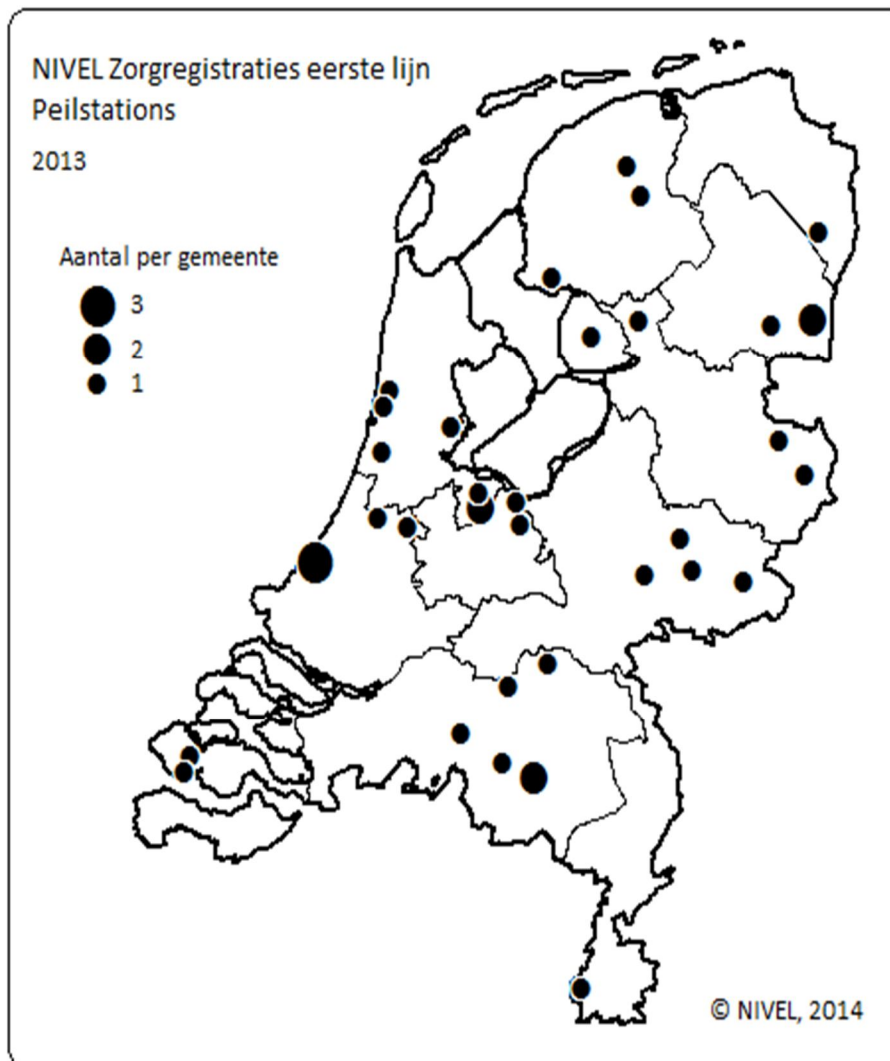 NIVEL Zorgregistraties eerste lijn
Peilstations
2013
Aantal per gemeente
3
2
1
© NIVEL, 2014